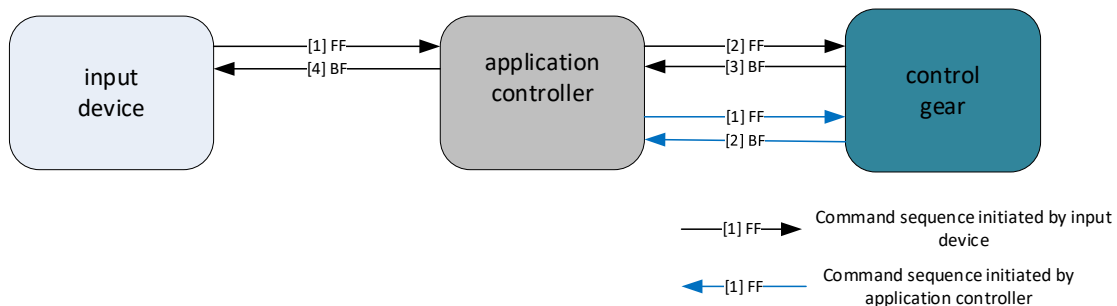 input
device
[1] FF
[4] BF
application
controller
[2] FF
[3] BF
[1] FF
[2] BF
control
gear
[1] FF
Command sequence initiated by input
device
[1] FF
Command sequence initiated by
application controller